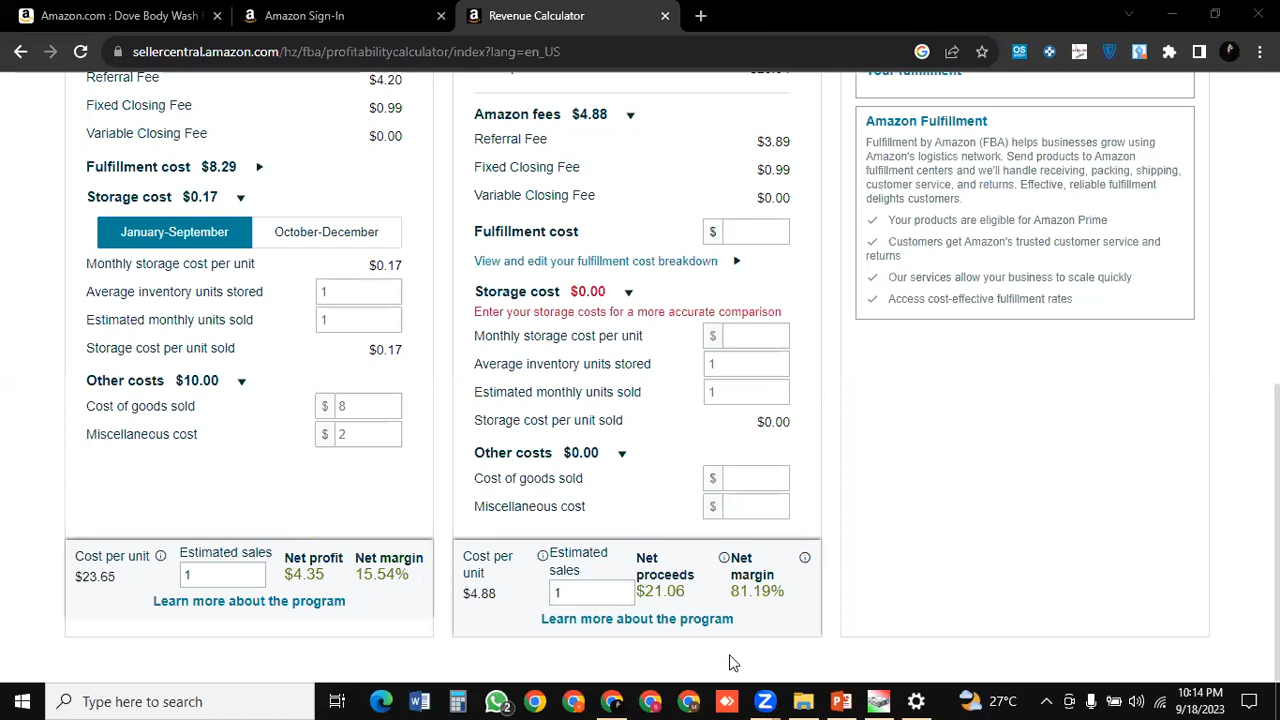 Amazon.com : Dove Body Wash
Amazon Sign-In
Revenue Calculator
sellercentral.amazon.com/hz/fba/profitabilitycalculator/index?lang=en_US
Referral Fee $4.20
Fixed Closing Fee $0.99
Variable Closing Fee $0.00
Fulfillment cost $8.29
Storage cost $0.17
January-September October-December
Monthly storage cost per unit $0.17
Average inventory units stored 1
Estimated monthly units sold 1
Storage cost per unit sold $0.17
Other costs $10.00
Cost of goods sold $ 8
Miscellaneous cost $ 2
Cost per unit Estimated sales Net profit Net margin
$23.65 1 $4.35 15.54%
Learn more about the program
Amazon fees $4.88
Referral Fee $3.89
Fixed Closing Fee $0.99
Variable Closing Fee $0.00
Fulfillment cost $
View and edit your fulfillment cost breakdown
Storage cost $0.00
Enter your storage costs for a more accurate comparison
Monthly storage cost per unit $
Average inventory units stored 1
Estimated monthly units sold 1
Storage cost per unit sold $0.00
Other costs $0.00
Cost of goods sold $
Miscellaneous cost $
Cost per unit Estimated sales Net proceeds Net margin
$4.88 1 $21.06 81.19%
Learn more about the program
Amazon Fulfillment
Fulfillment by Amazon (FBA) helps businesses grow using
Amazon's logistics network. Send products to Amazon
fulfillment centers and we'll handle receiving, packing, shipping,
customer service, and returns. Effective, reliable fulfillment
delights customers.
Your products are eligible for Amazon Prime
Customers get Amazon's trusted customer service and
returns
Our services allow your business to scale quickly
Access cost-effective fulfillment rates
Type here to search
27°C
10:14 PM
9/18/2023